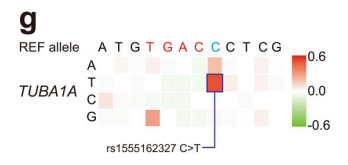 g
REF allele A T G T G A C C C T C G
A
T
C
G
TUBA1A
0.6
0.0
-0.6
rs1555162327 C>T